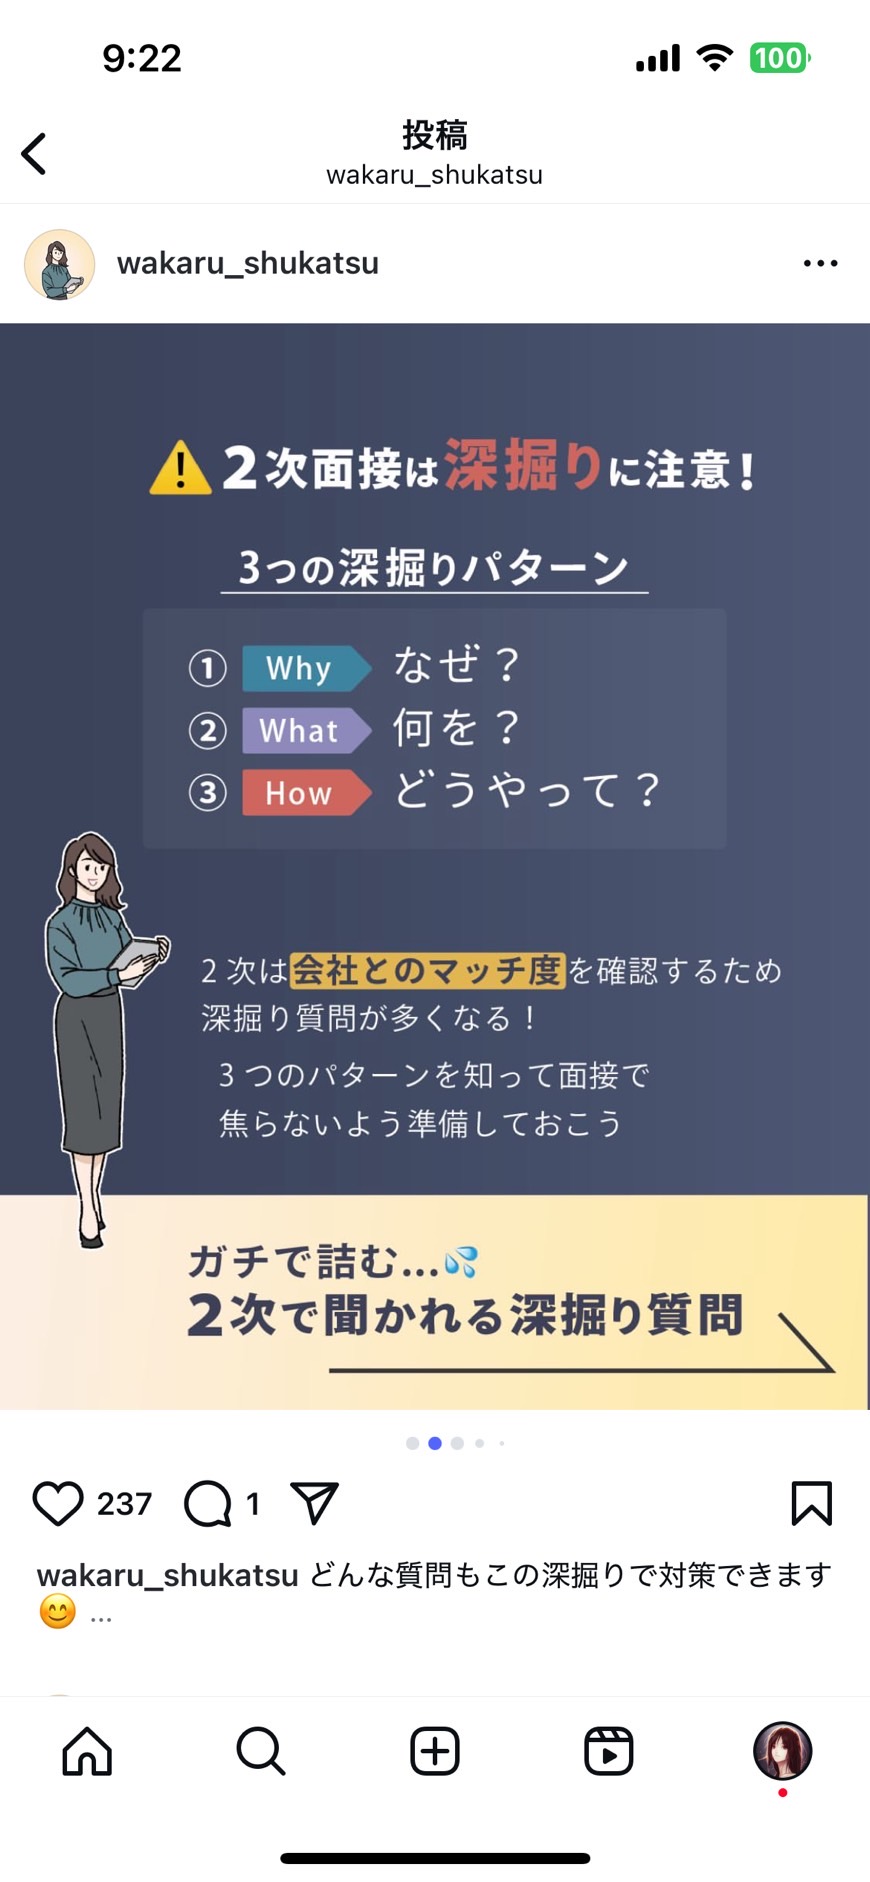 9:22
100
投稿
wakaru_shukatsu
wakaru_shukatsu
2次面接は深掘りに注意！
3つの深掘りパターン
① Why なぜ？
② What 何を？
③ How どうやって？
2次は会社とのマッチ度を確認するため
深掘り質問が多くなる！
3つのパターンを知って面接で
焦らないよう準備しておこう
ガチで詰む...💦
2次で聞かれる深掘り質問
237 1
wakaru_shukatsu どんな質問もこの深掘りで対策できます
😊 ...